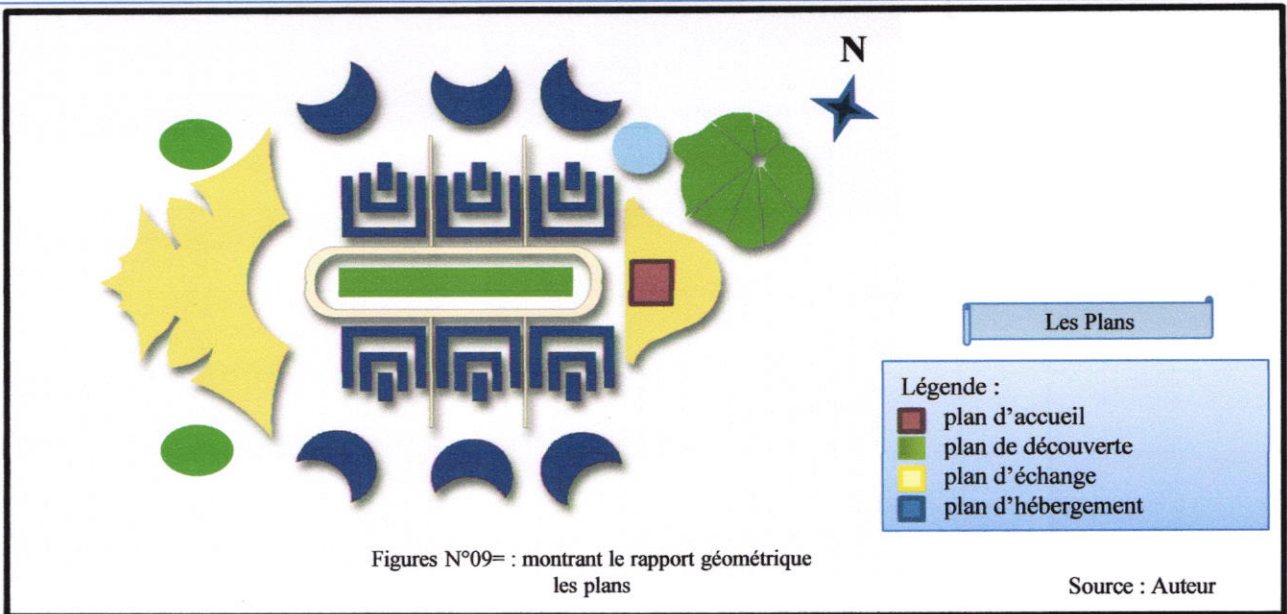 N
Les Plans
Légende :
plan d'accueil
plan de découverte
plan d'échange
plan d'hébergement
Figures N°09= : montrant le rapport géométrique
les plans
Source : Auteur